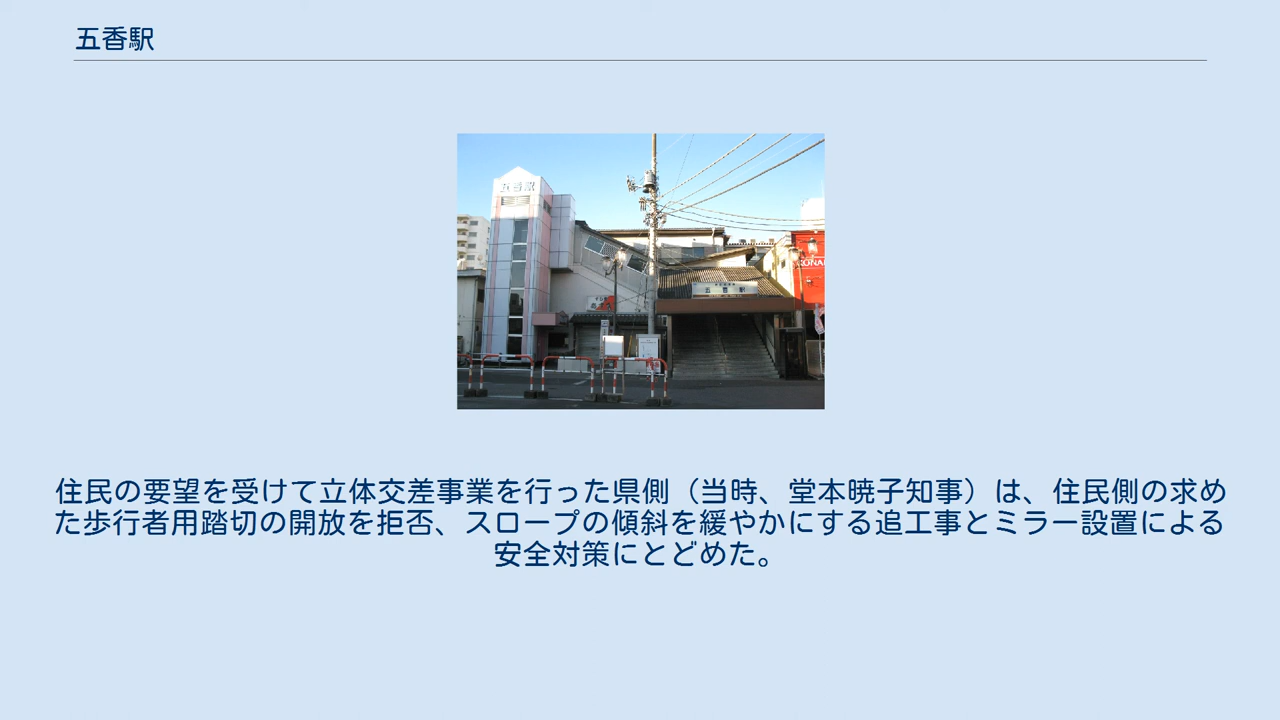 五香駅
五香駅
五香駅
住民の要望を受けて立体交差事業を行った県側（当時、堂本暁子知事）は、住民側の求め
た歩行者用踏切の開放を拒否、スロープの傾斜を緩やかにする追工事とミラー設置による
安全対策にとどめた。